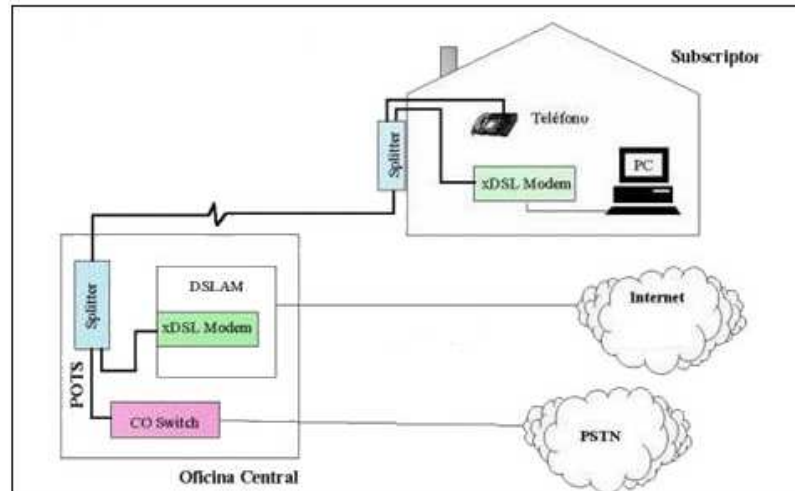 Subscriptor
Teléfono
Splitter
PC
xDSL Modem
DSLAM
Splitter
Internet
xDSL Modem
POTS
CO Switch
PSTN
Oficina Central